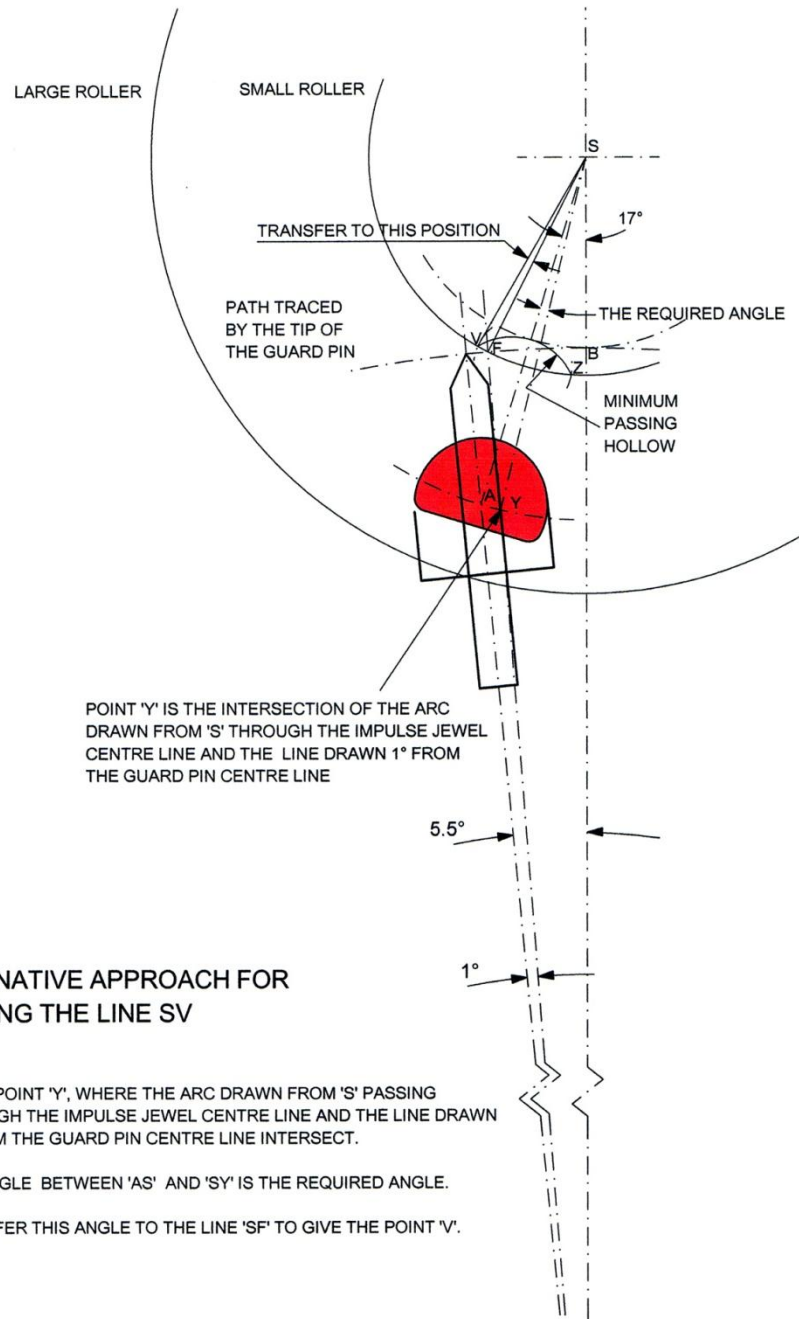 LARGE ROLLER
SMALL ROLLER
S
17°
TRANSFER TO THIS POSITION
PATH TRACED
BY THE TIP OF
THE GUARD PIN
THE REQUIRED ANGLE
V
F
B
Z
MINIMUM
PASSING
HOLLOW
A
Y
POINT 'Y' IS THE INTERSECTION OF THE ARC
DRAWN FROM 'S' THROUGH THE IMPULSE JEWEL
CENTRE LINE AND THE LINE DRAWN 1° FROM
THE GUARD PIN CENTRE LINE
5.5°
1°
NATIVE APPROACH FOR
NG THE LINE SV
POINT 'Y', WHERE THE ARC DRAWN FROM 'S' PASSING
GH THE IMPULSE JEWEL CENTRE LINE AND THE LINE DRAWN
M THE GUARD PIN CENTRE LINE INTERSECT.
GLE BETWEEN 'AS' AND 'SY' IS THE REQUIRED ANGLE.
FER THIS ANGLE TO THE LINE 'SF' TO GIVE THE POINT 'V'.